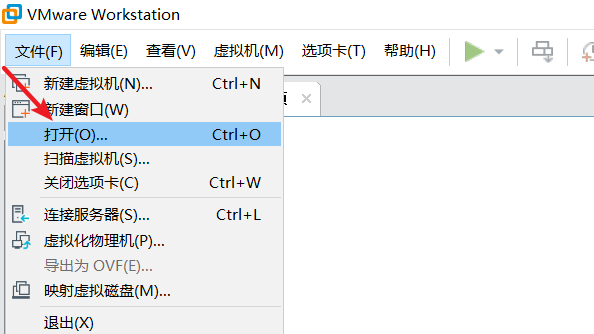 VMware Workstation
文件(F) 编辑(E) 查看(V) 虚拟机(M) 选项卡(T) 帮助(H)
新建虚拟机(N)... Ctrl+N
新建窗口(W)
打开(O)... Ctrl+O
扫描虚拟机(S)...
关闭选项卡(C) Ctrl+W
连接服务器(S)... Ctrl+L
虚拟化物理机(P)...
导出为 OVF(E)...
映射虚拟磁盘(M)...
退出(X)